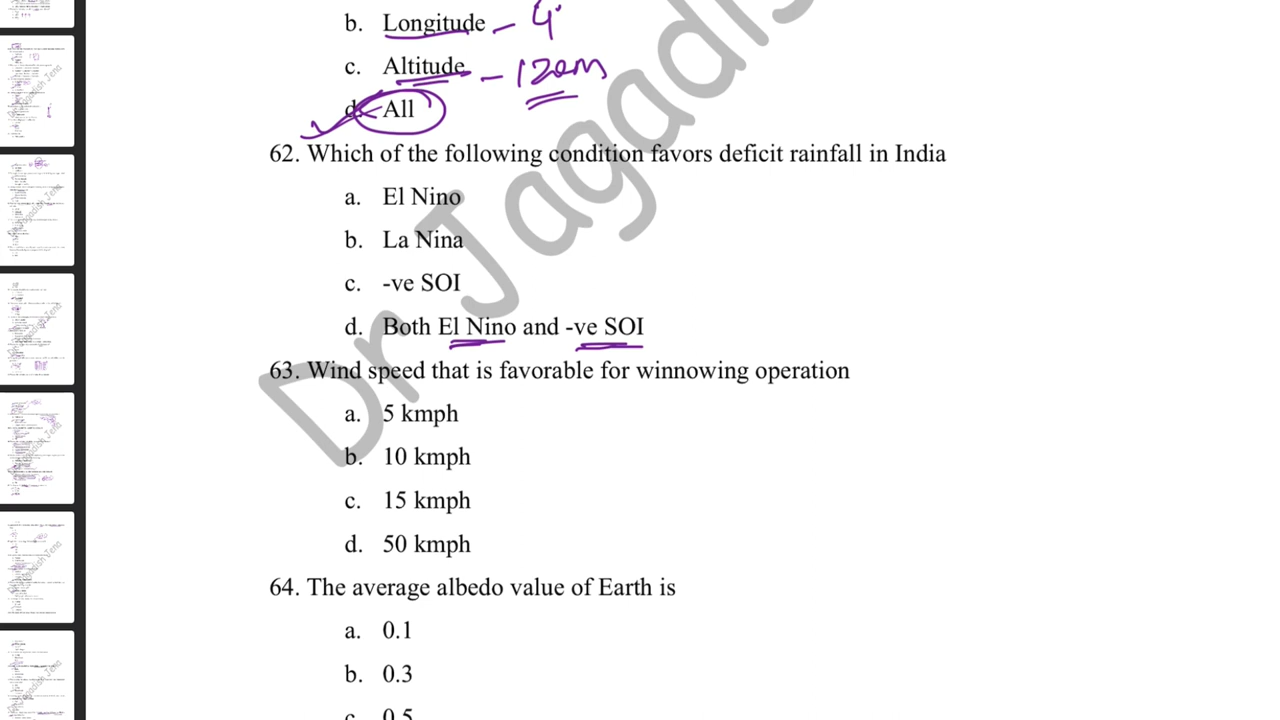 b. Longitude - 4°
c. Altitude - 120m
d. All
62. Which of the following condition favors deficit rainfall in India
a. El Nino
b. La Nina
c. -ve SOI
d. Both El Nino and -ve SOI
63. Wind speed that is favorable for winnowing operation
a. 5 kmph
b. 10 kmph
c. 15 kmph
d. 50 kmph
64. The average albedo value of Earth is
a. 0.1
b. 0.3
c. 0.5
Dr Jagadis